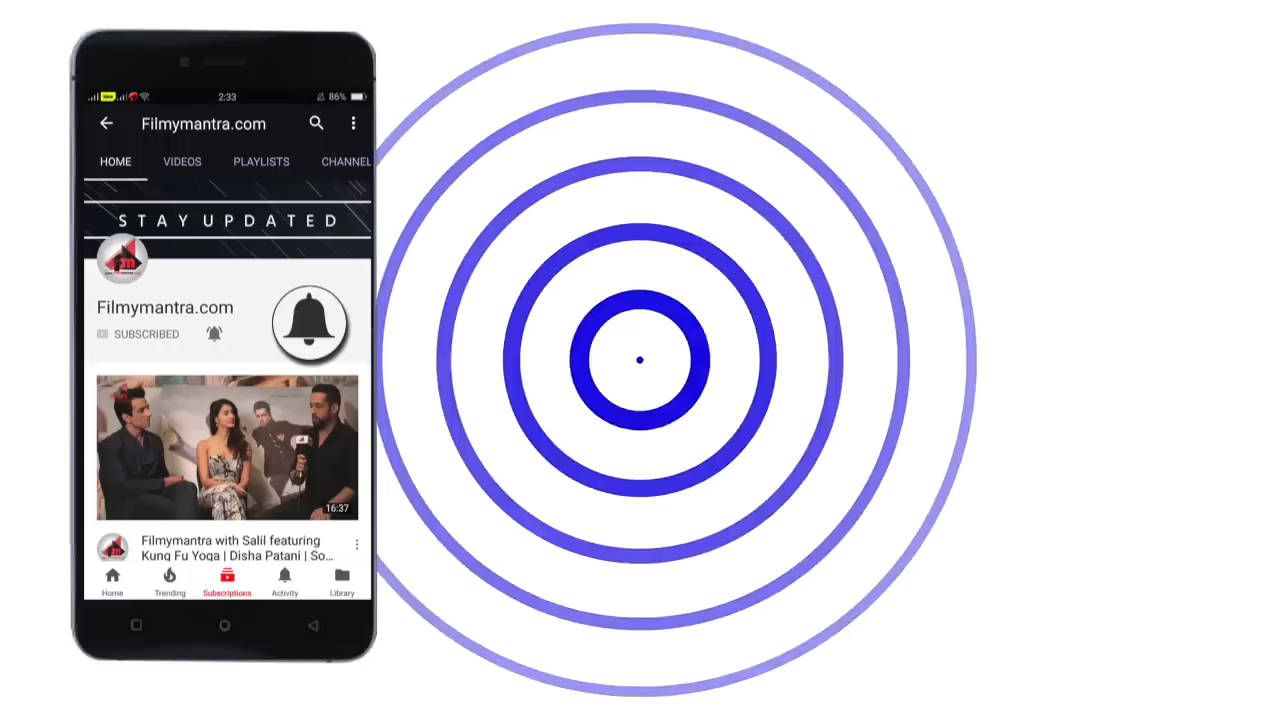 2:33
86%
Filmymantra.com
HOME VIDEOS PLAYLISTS CHANNEL
STAY UPDATED
Filmymantra.com
SUBSCRIBED
16:37
Filmymantra with Salil featuring
Kung Fu Yoga | Disha Patani | So...
Home Trending Subscriptions Activity Library